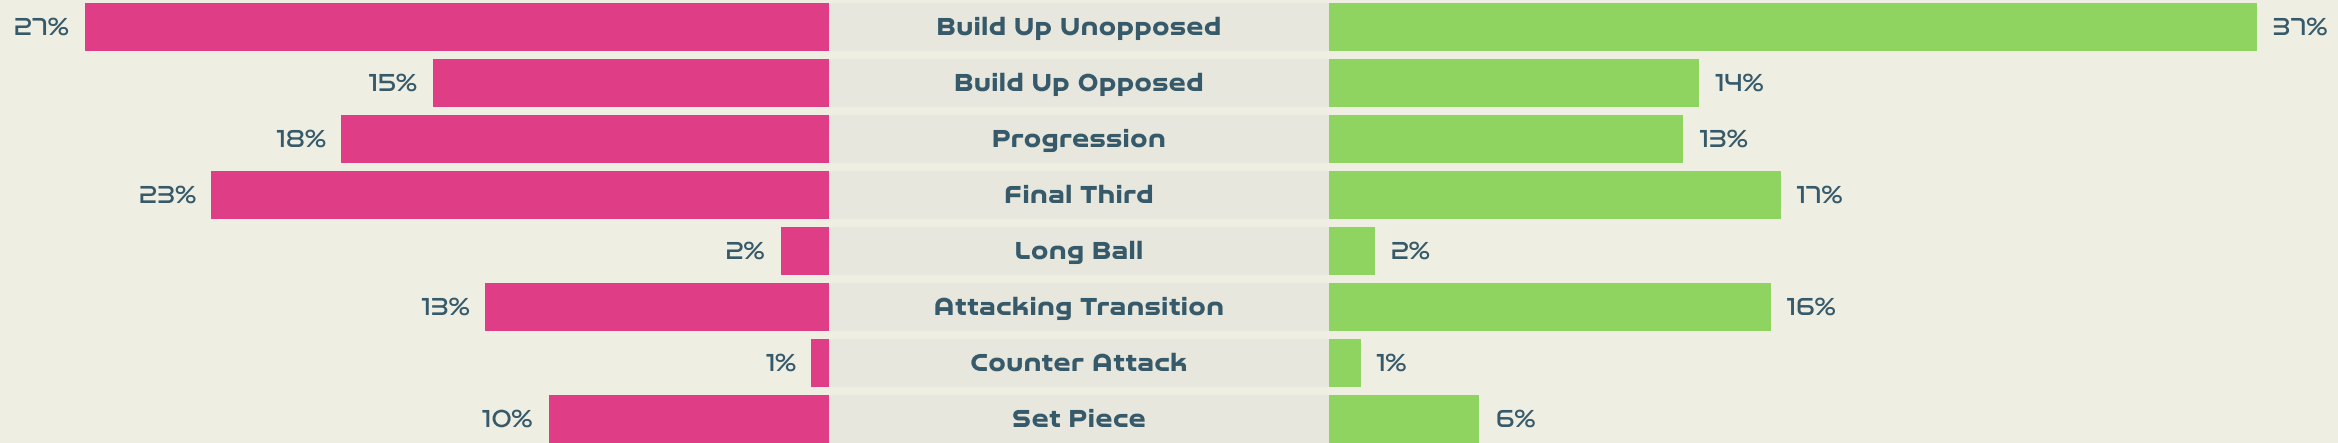 27% Build Up Unopposed 37%
15% Build Up Opposed 14%
18% Progression 13%
23% Final Third 17%
2% Long Ball 2%
13% Attacking Transition 16%
1% Counter Attack 1%
10% Set Piece 6%